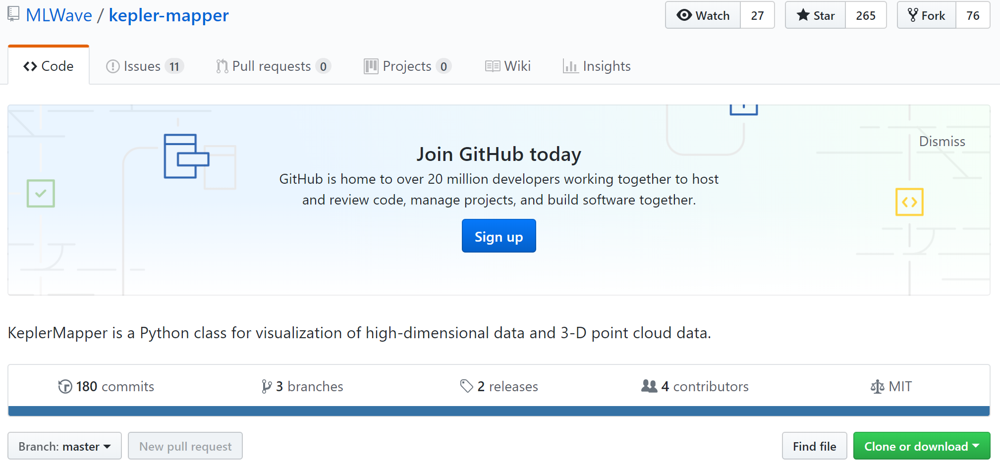 MLWave / kepler-mapper
Watch 27
Star 265
Fork 76
Code
Issues 11
Pull requests 0
Projects 0
Wiki
Insights
Dismiss
Join GitHub today
GitHub is home to over 20 million developers working together to host
and review code, manage projects, and build software together.
Sign up
KeplerMapper is a Python class for visualization of high-dimensional data and 3-D point cloud data.
180 commits
3 branches
2 releases
4 contributors
MIT
Branch: master
New pull request
Find file
Clone or download